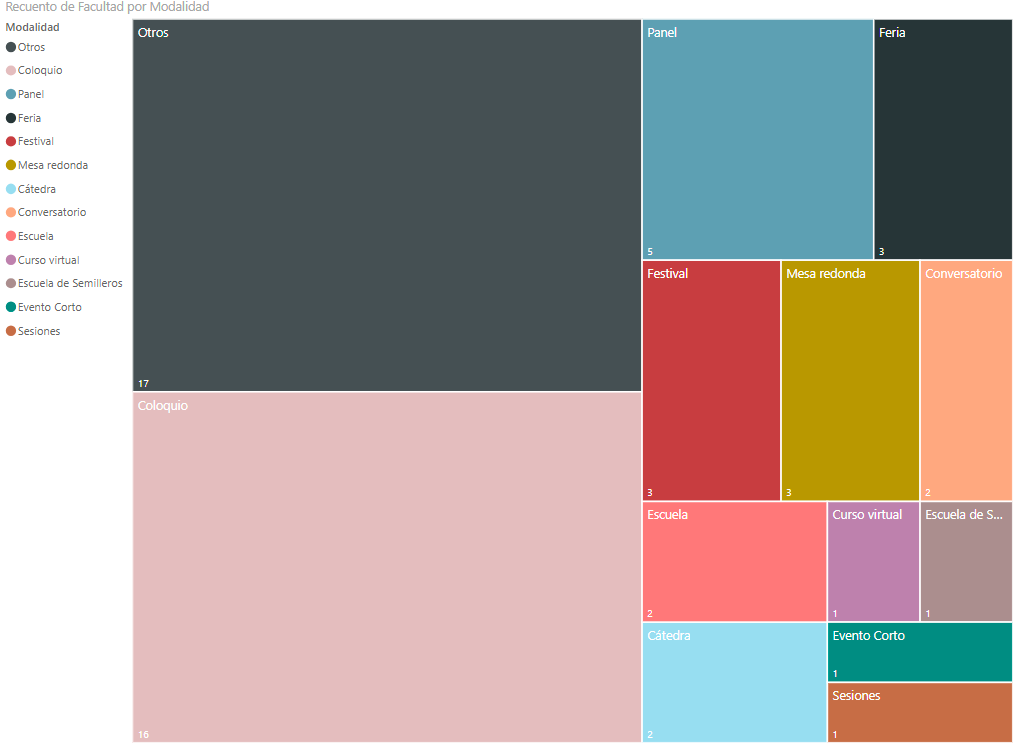 Recuento de Facultad por Modalidad
Modalidad
Otros
Coloquio
Panel
Feria
Festival
Mesa redonda
Cátedra
Conversatorio
Escuela
Curso virtual
Escuela de Semilleros
Evento Corto
Sesiones
Otros
17
Coloquio
16
Panel
5
Feria
3
Festival
3
Mesa redonda
3
Conversatorio
2
Escuela
2
Curso virtual
1
Escuela de S...
1
Cátedra
2
Evento Corto
1
Sesiones
1